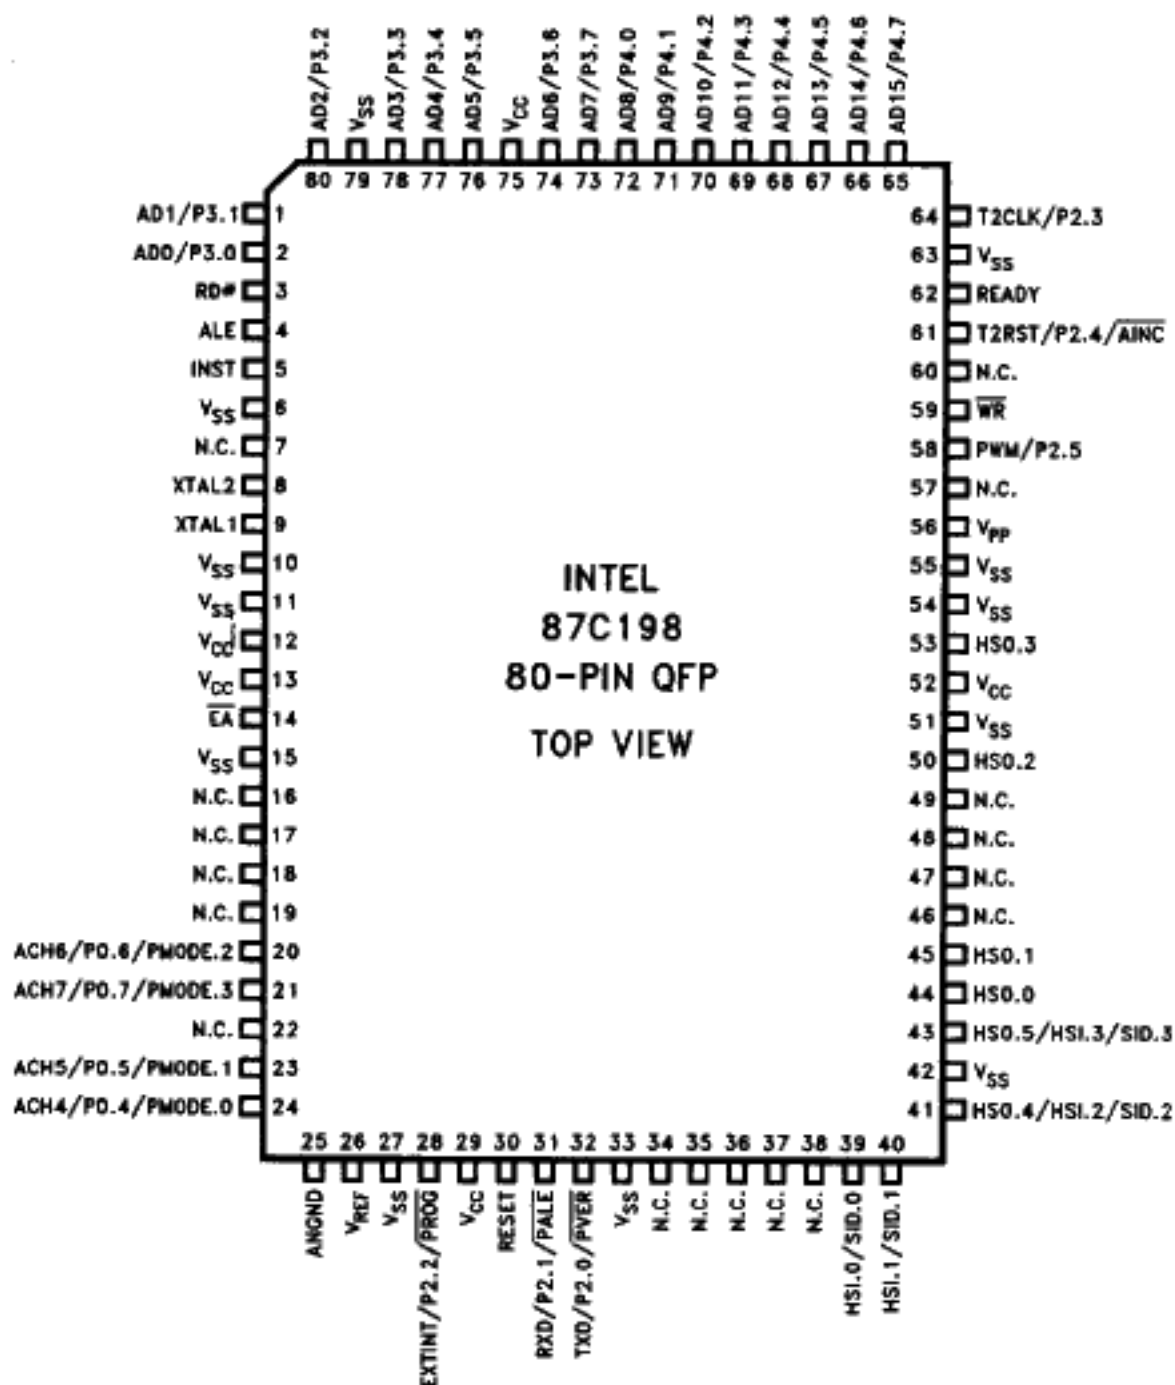 AD2/P3.2
VSS
AD3/P3.3
AD4/P3.4
AD5/P3.5
VCC
AD6/P3.6
AD7/P3.7
AD8/P4.0
AD9/P4.1
AD10/P4.2
AD11/P4.3
AD12/P4.4
AD13/P4.5
AD14/P4.6
AD15/P4.7
80 79 78 77 76 75 74 73 72 71 70 69 68 67 66 65
AD1/P3.1 1
AD0/P3.0 2
RD# 3
ALE 4
INST 5
VSS 6
N.C. 7
XTAL2 8
XTAL1 9
VSS 10
VSS 11
VCC 12
VCC 13
EA 14
VSS 15
N.C. 16
N.C. 17
N.C. 18
N.C. 19
ACH6/P0.6/PMODE.2 20
ACH7/P0.7/PMODE.3 21
N.C. 22
ACH5/P0.5/PMODE.1 23
ACH4/P0.4/PMODE.0 24
INTEL
87C198
80-PIN QFP
TOP VIEW
64 T2CLK/P2.3
63 VSS
62 READY
61 T2RST/P2.4/AINC
60 N.C.
59 WR
58 PWM/P2.5
57 N.C.
56 VPP
55 VSS
54 VSS
53 HSO.3
52 VCC
51 VSS
50 HSO.2
49 N.C.
48 N.C.
47 N.C.
46 N.C.
45 HSO.1
44 HSO.0
43 HSO.5/HSI.3/SID.3
42 VSS
41 HSO.4/HSI.2/SID.2
25 26 27 28 29 30 31 32 33 34 35 36 37 38 39 40
ANGND
VREF
VSS
EXTINT/P2.2/PROG
VCC
RESET
RXD/P2.1/PALE
TXD/P2.0/PVER
VSS
N.C.
N.C.
N.C.
N.C.
N.C.
HSI.0/SID.0
HSI.1/SID.1